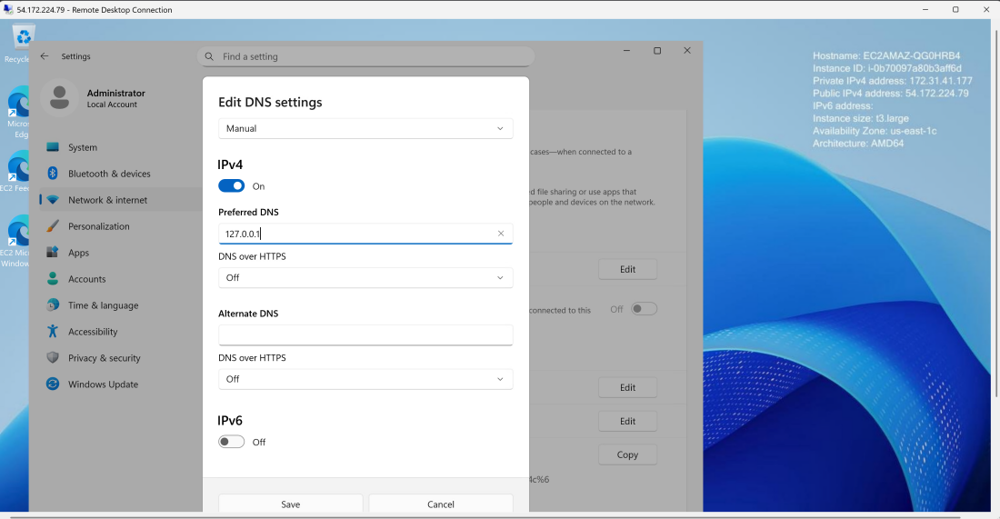 54.172.224.79 - Remote Desktop Connection
Recycle
Hostname: EC2AMAZ-QG0HRB4
Instance ID: i-0b70097a80b3aff6d
Private IPv4 address: 172.31.41.177
Public IPv4 address: 54.172.224.79
IPv6 address:
Instance size: t3.large
Availability Zone: us-east-1c
Architecture: AMD64
Micros
Edg
EC2 Feed
EC2 Micr
Window
Settings
Find a setting
Administrator
Local Account
System
Bluetooth & devices
Network & internet
Personalization
Apps
Accounts
Time & language
Accessibility
Privacy & security
Windows Update
Edit DNS settings
Manual
IPv4
On
Preferred DNS
127.0.0.1
DNS over HTTPS
Off
Alternate DNS
DNS over HTTPS
Off
IPv6
Off
Save
Cancel
cases—when connected to a
d file sharing or use apps that
people and devices on the network.
Edit
connected to this
Off
Edit
Edit
Copy
4c%6